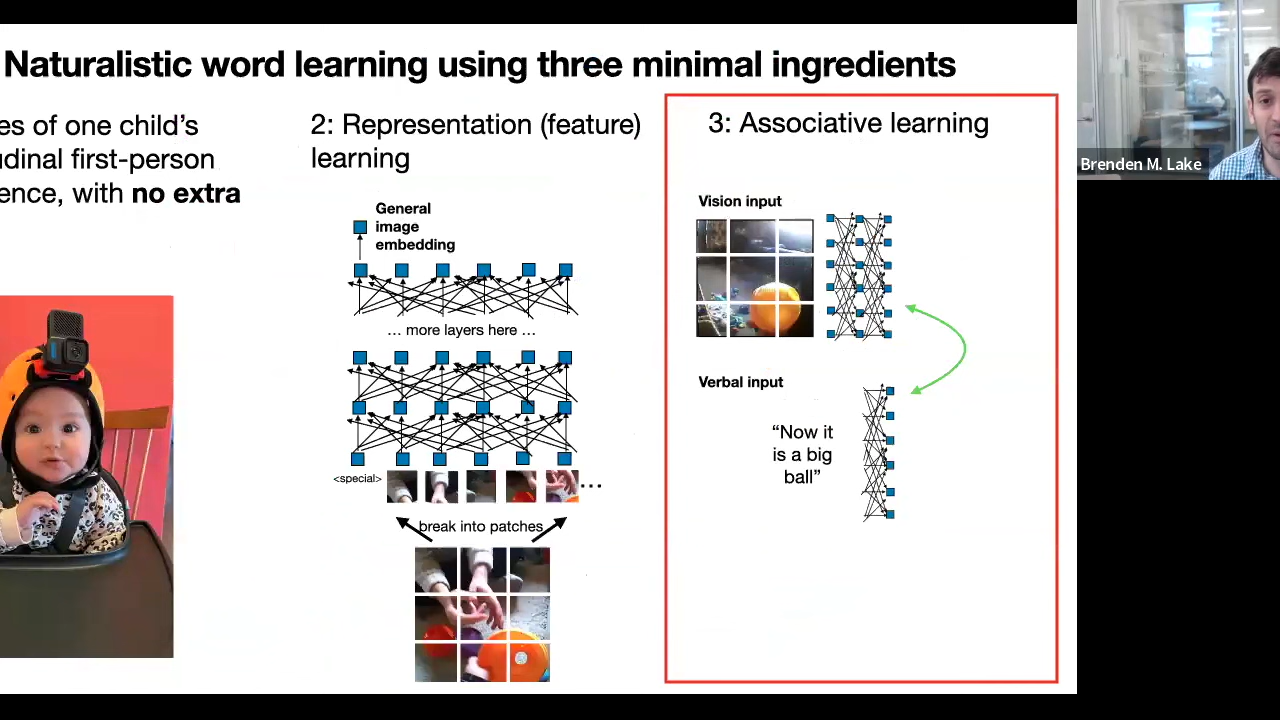 Naturalistic word learning using three minimal ingredients
es of one child's
udinal first-person
ence, with no extra
2: Representation (feature)
learning
General
image
embedding
... more layers here ...
<special>
...
break into patches
3: Associative learning
Vision input
Verbal input
“Now it
is a big
ball”
Brenden M. Lake